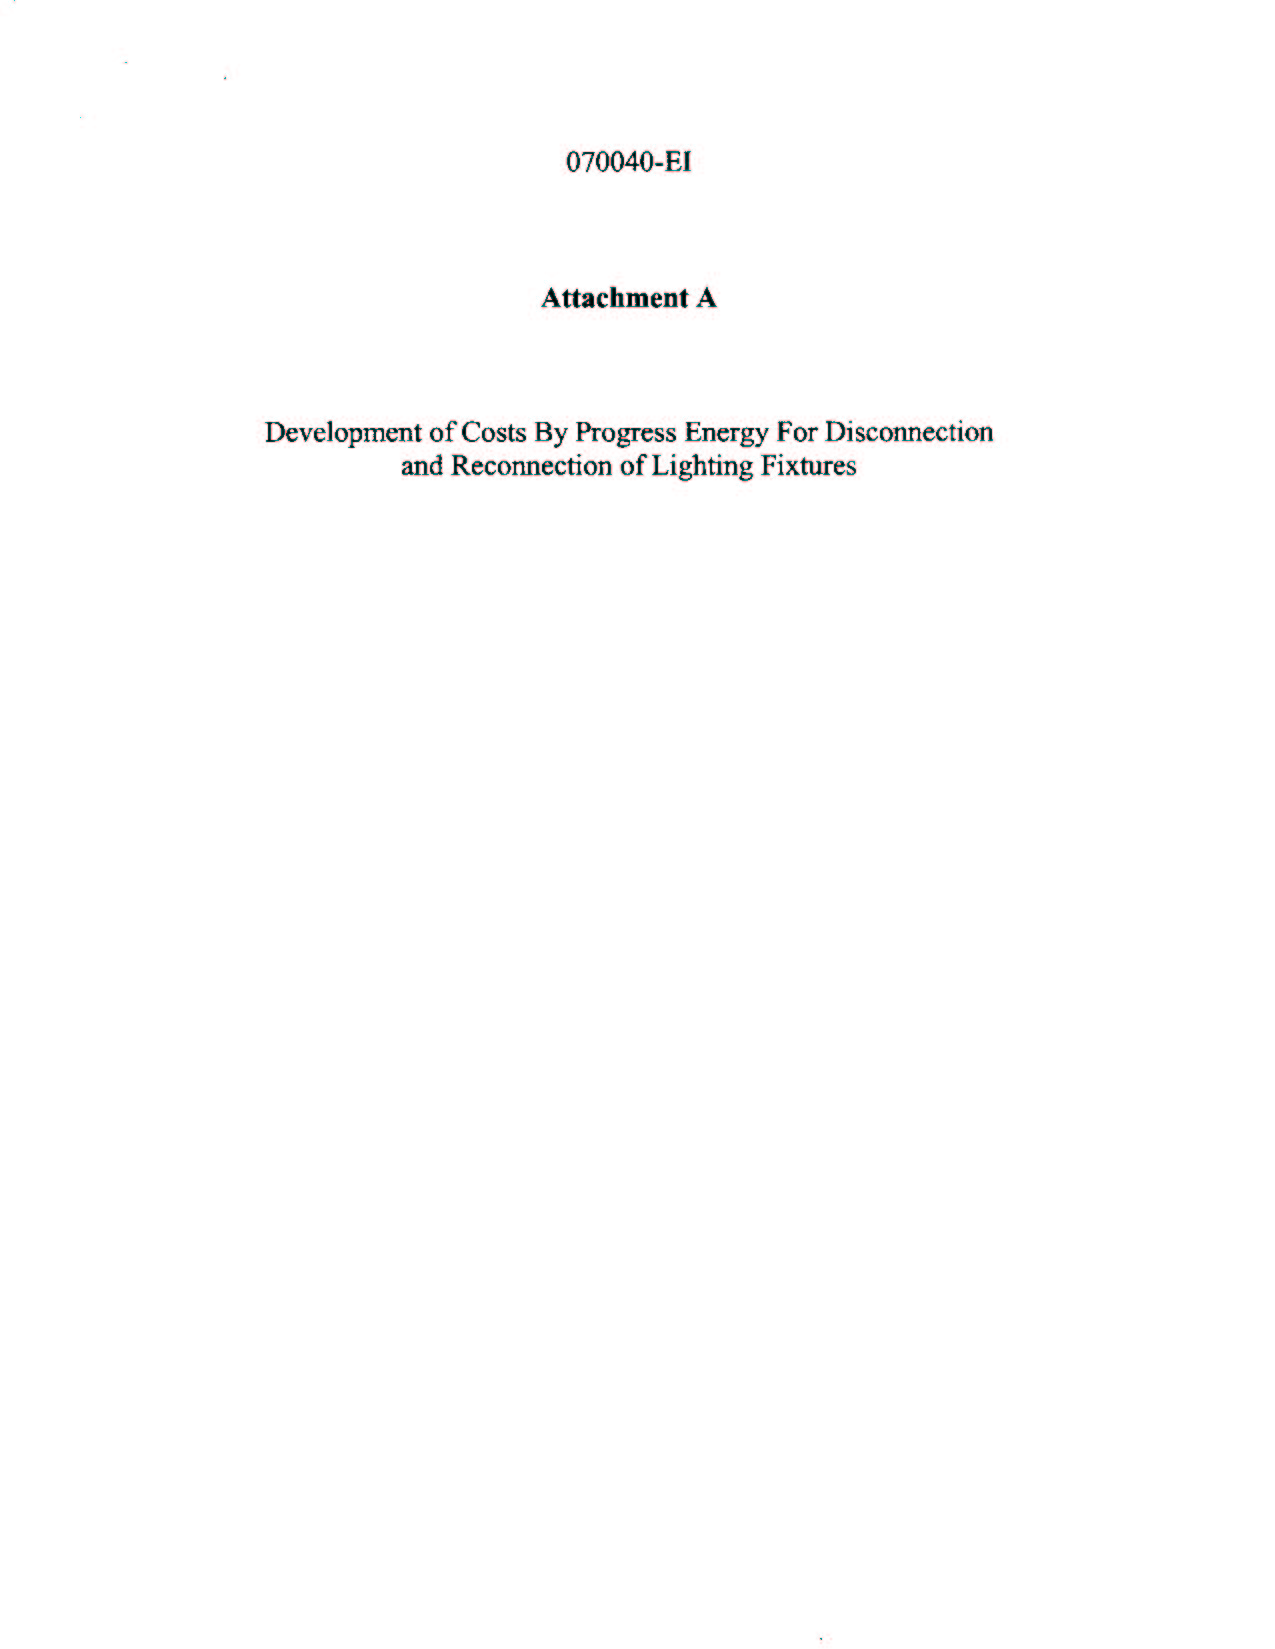 070040-EI
Attachment A
Development of Costs By Progress Energy For Disconnection
and Reconnection of Lighting Fixtures